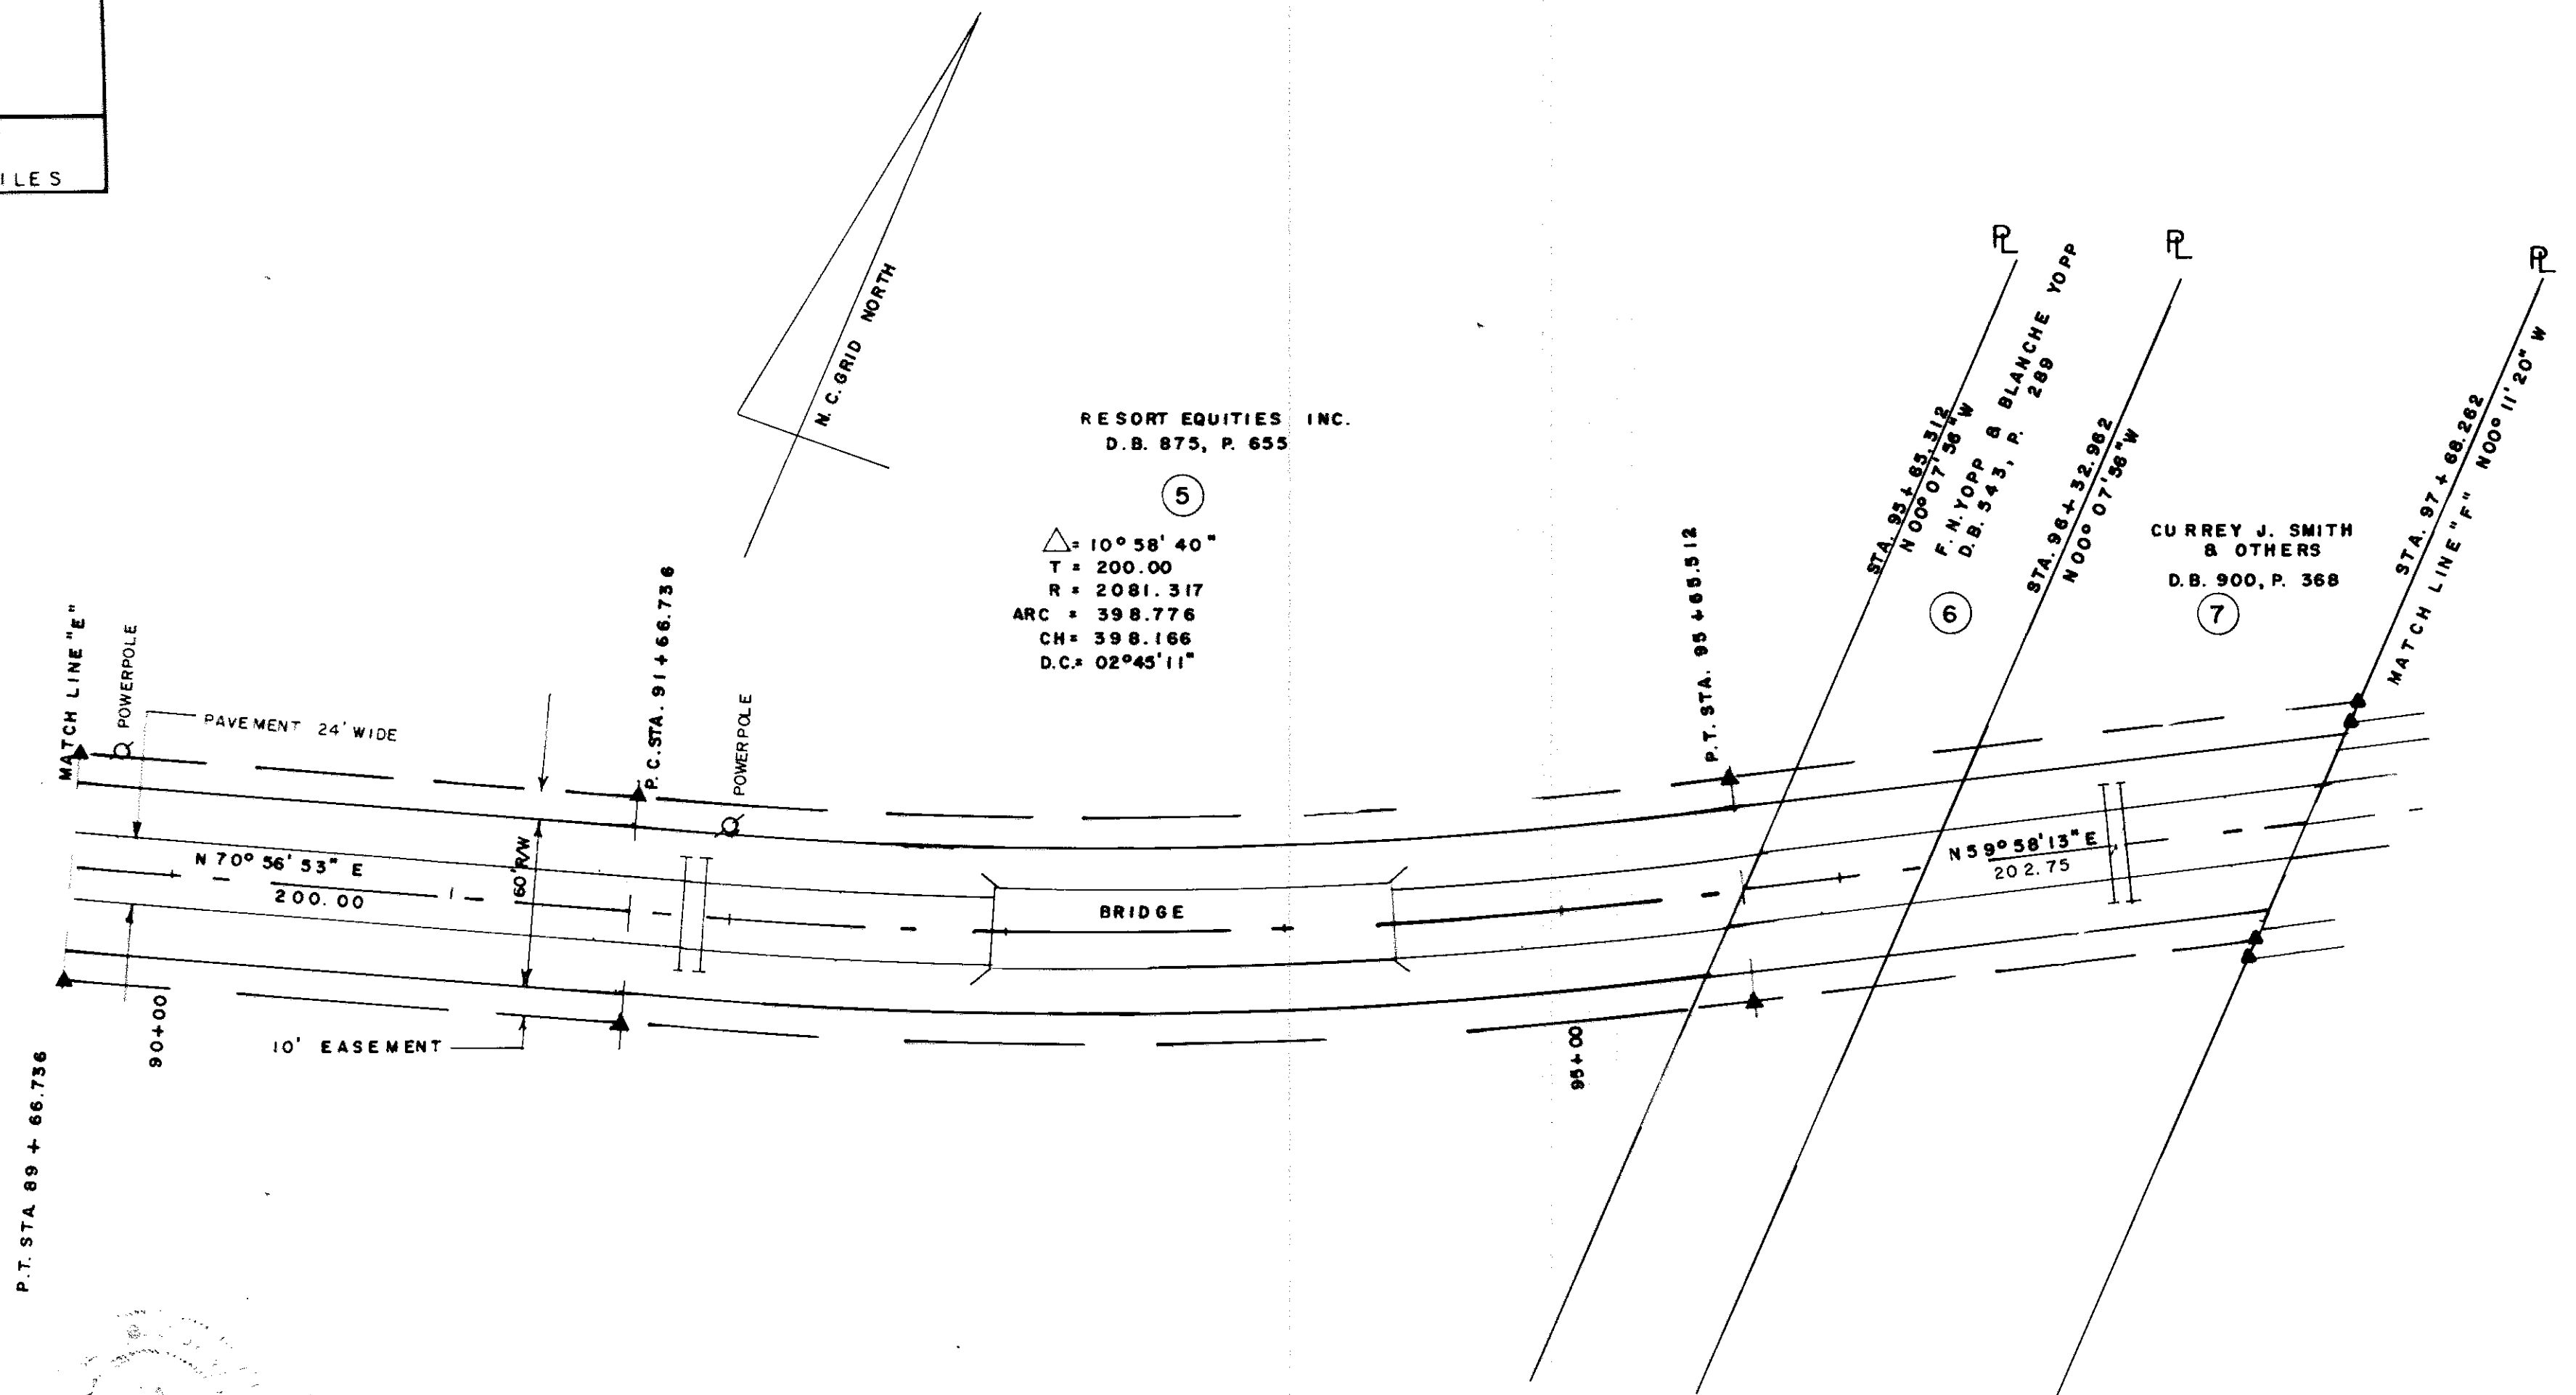 ILES
N. C. GRID NORTH
RESORT EQUITIES INC.
D.B. 875, P. 655
5
△= 10° 58' 40"
T = 200.00
R = 2081.317
ARC = 398.776
CH= 398.166
D.C.= 02°45'11"
MATCH LINE "E"
POWERPOLE
PAVEMENT 24' WIDE
P.C. STA. 91+66.736
POWERPOLE
P.T. STA. 95+65.512
PL
STA. 95+65.312
N 00° 07' 56" W
F. N. YOPP & BLANCHE YOPP
D.B. 543, P. 289
6
PL
STA. 96+32.962
N 00° 07' 56" W
CURREY J. SMITH
& OTHERS
D.B. 900, P. 368
7
PL
STA. 97+68.262
MATCH LINE "F" N00° 11' 20" W
N 70° 56' 53" E
200.00
160' R/W
BRIDGE
N 59° 58' 13" E
202.75
10' EASEMENT
90+00
95+00
P.T. STA 89 + 66.736